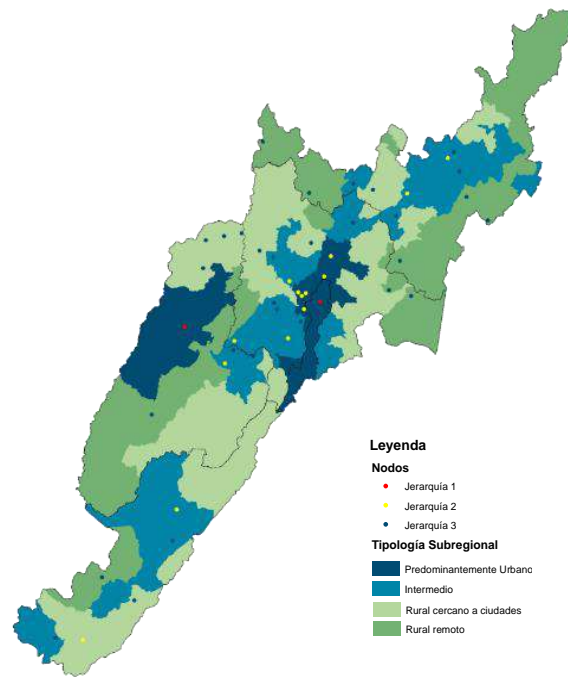 Leyenda
Nodos
Jerarquía 1
Jerarquía 2
Jerarquía 3
Tipología Subregional
Predominantemente Urbano
Intermedio
Rural cercano a ciudades
Rural remoto